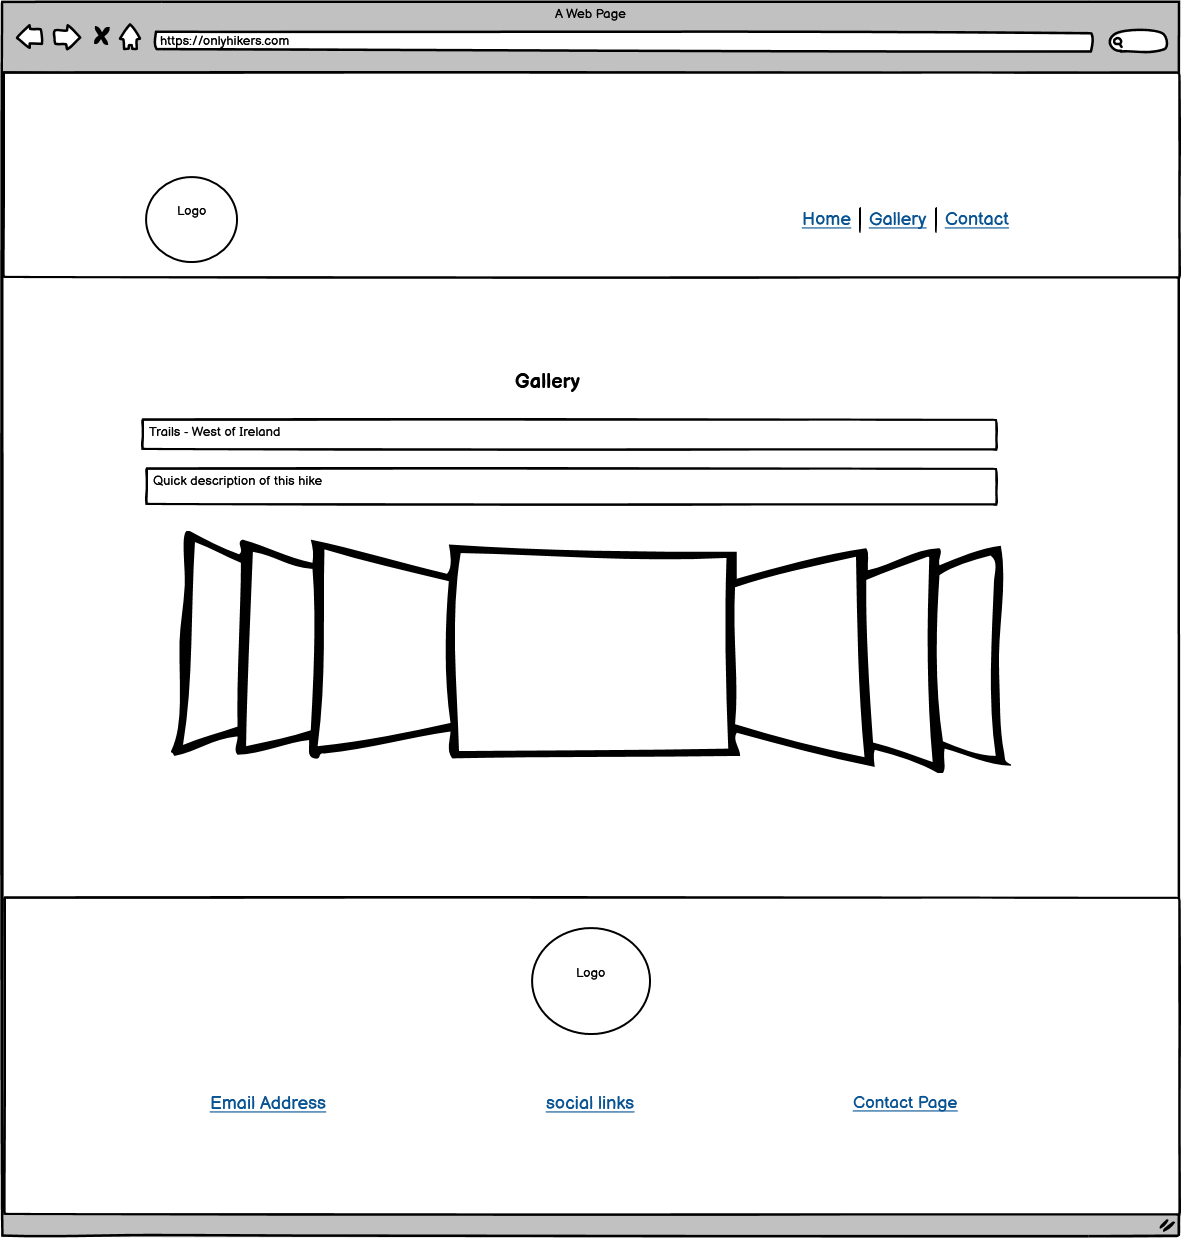 A Web Page
https://onlyhikers.com
Logo
Home Gallery Contact
Gallery
Trails - West of Ireland
Quick description of this hike
Logo
Email Address social links Contact Page